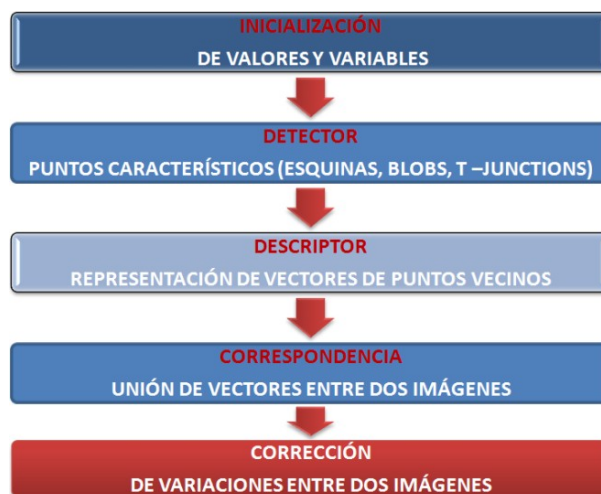 INICIALIZACIÓN
DE VALORES Y VARIABLES
DETECTOR
PUNTOS CARACTERÍSTICOS (ESQUINAS, BLOBS, T –JUNCTIONS)
DESCRIPTOR
REPRESENTACIÓN DE VECTORES DE PUNTOS VECINOS
CORRESPONDENCIA
UNIÓN DE VECTORES ENTRE DOS IMÁGENES
CORRECCIÓN
DE VARIACIONES ENTRE DOS IMÁGENES